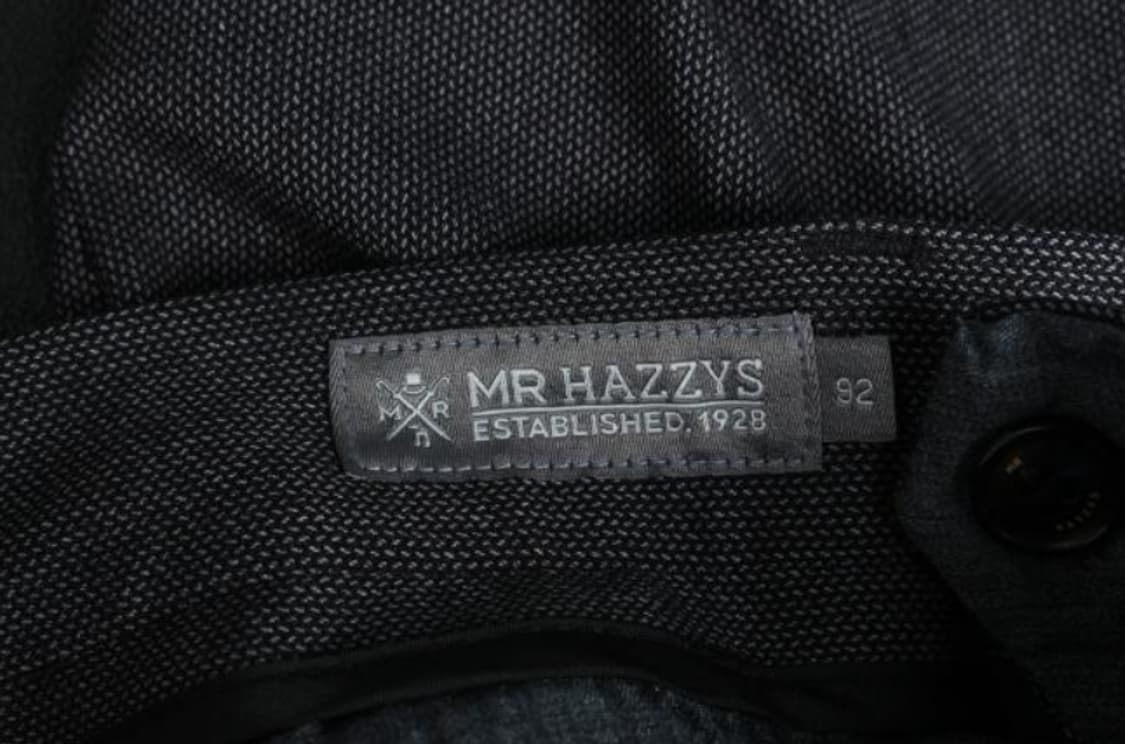 M R
n
MR HAZZYS
ESTABLISHED. 1928
92